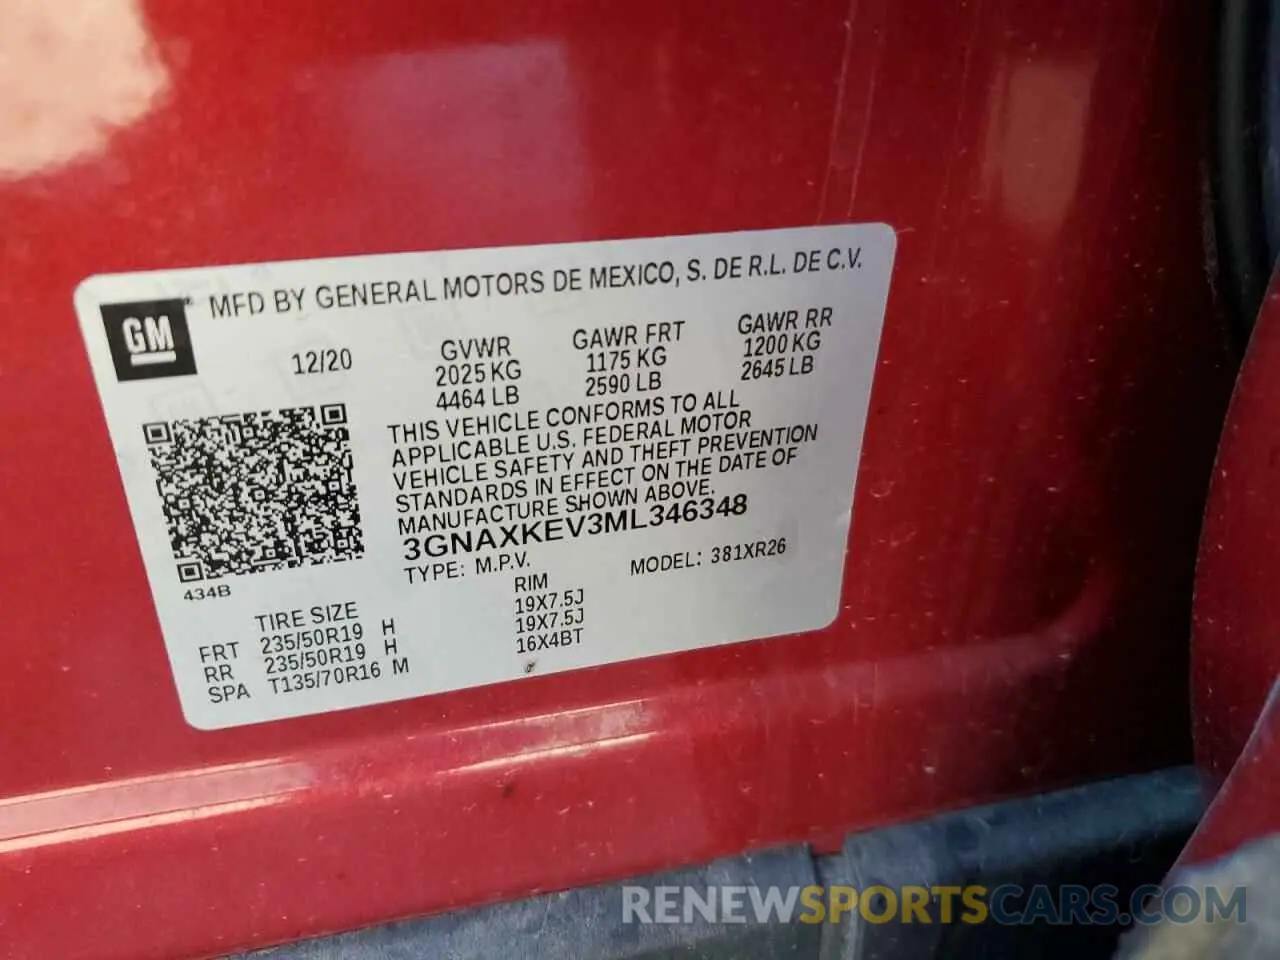 MFD BY GENERAL MOTORS DE MEXICO, S. DE R.L. DE C.V.
GM
12/20
GVWR
2025 KG
4464 LB
GAWR FRT
1175 KG
2590 LB
GAWR RR
1200 KG
2645 LB
THIS VEHICLE CONFORMS TO ALL
APPLICABLE U.S. FEDERAL MOTOR
VEHICLE SAFETY AND THEFT PREVENTION
STANDARDS IN EFFECT ON THE DATE OF
MANUFACTURE SHOWN ABOVE.
3GNAXKEV3ML346348
TYPE: M.P.V.
MODEL: 381XR26
434B
TIRE SIZE
RIM
FRT 235/50R19 H 19X7.5J
RR 235/50R19 H 19X7.5J
SPA T135/70R16 M 16X4BT
RENEWSPORTSCARS.COM